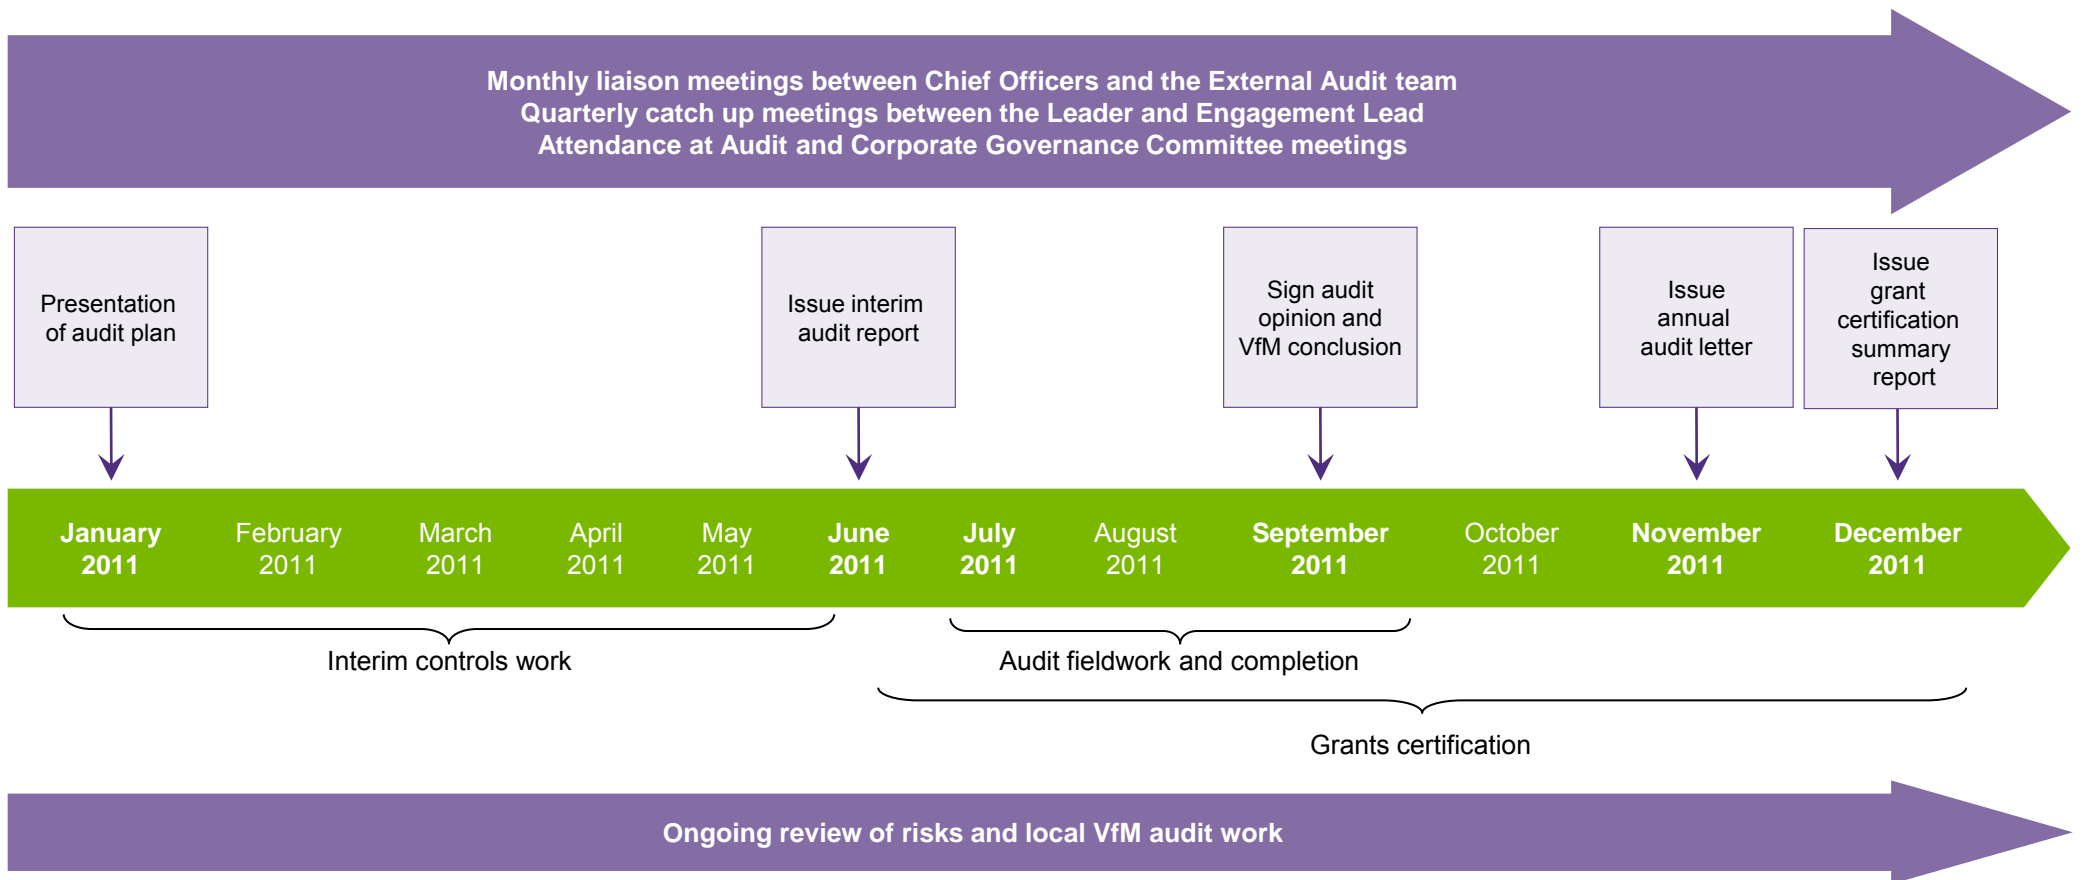 Monthly liaison meetings between Chief Officers and the External Audit team
Quarterly catch up meetings between the Leader and Engagement Lead
Attendance at Audit and Corporate Governance Committee meetings
Presentation
of audit plan
Issue interim
audit report
Sign audit
opinion and
VfM conclusion
Issue
annual
audit letter
Issue
grant
certification
summary
report
January
2011
February
2011
March
2011
April
2011
May
2011
June
2011
July
2011
August
2011
September
2011
October
2011
November
2011
December
2011
Interim controls work
Audit fieldwork and completion
Grants certification
Ongoing review of risks and local VfM audit work